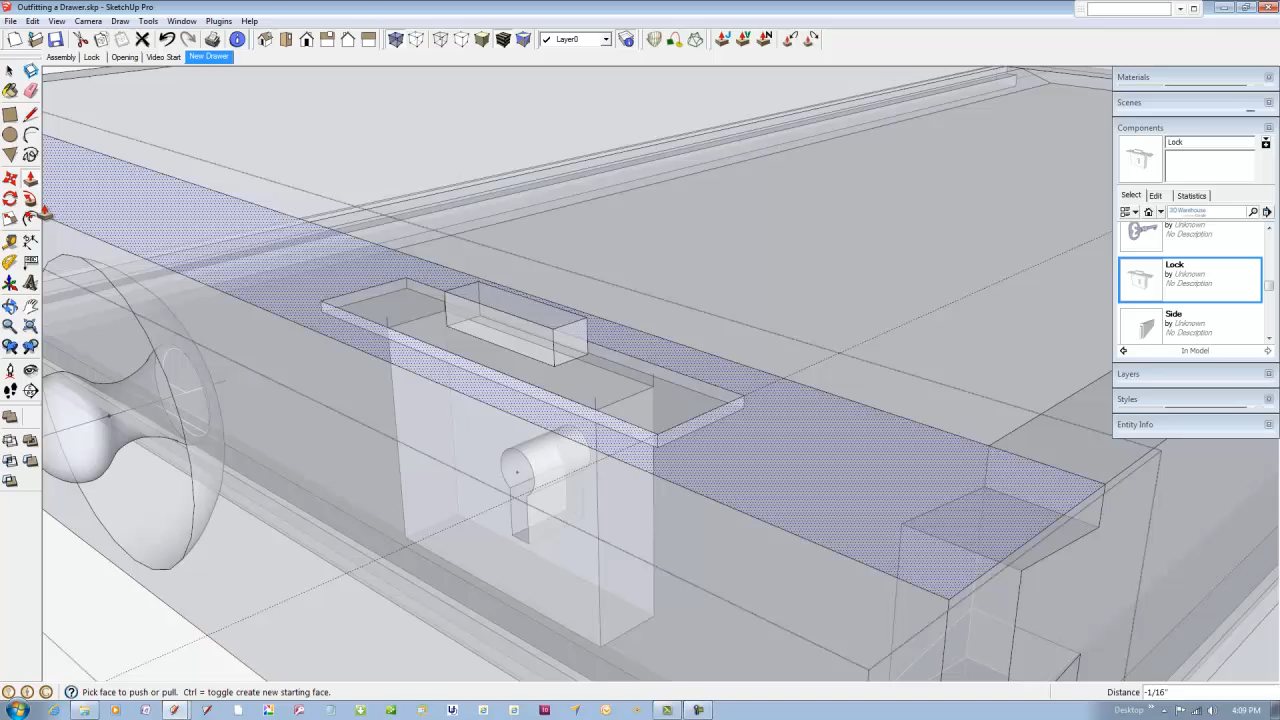 Outfitting a Drawer.skp - SketchUp Pro
File Edit View Camera Draw Tools Window Plugins Help
Layer0
Assembly Lock Opening Video Start New Drawer
Materials
Scenes
Components
Lock
Select Edit Statistics
3D Warehouse
by Unknown
No Description
Lock
by Unknown
No Description
Side
by Unknown
No Description
In Model
Layers
Styles
Entity Info
Pick face to push or pull. Ctrl = toggle create new starting face.
Distance -1/16"
Desktop
4:09 PM